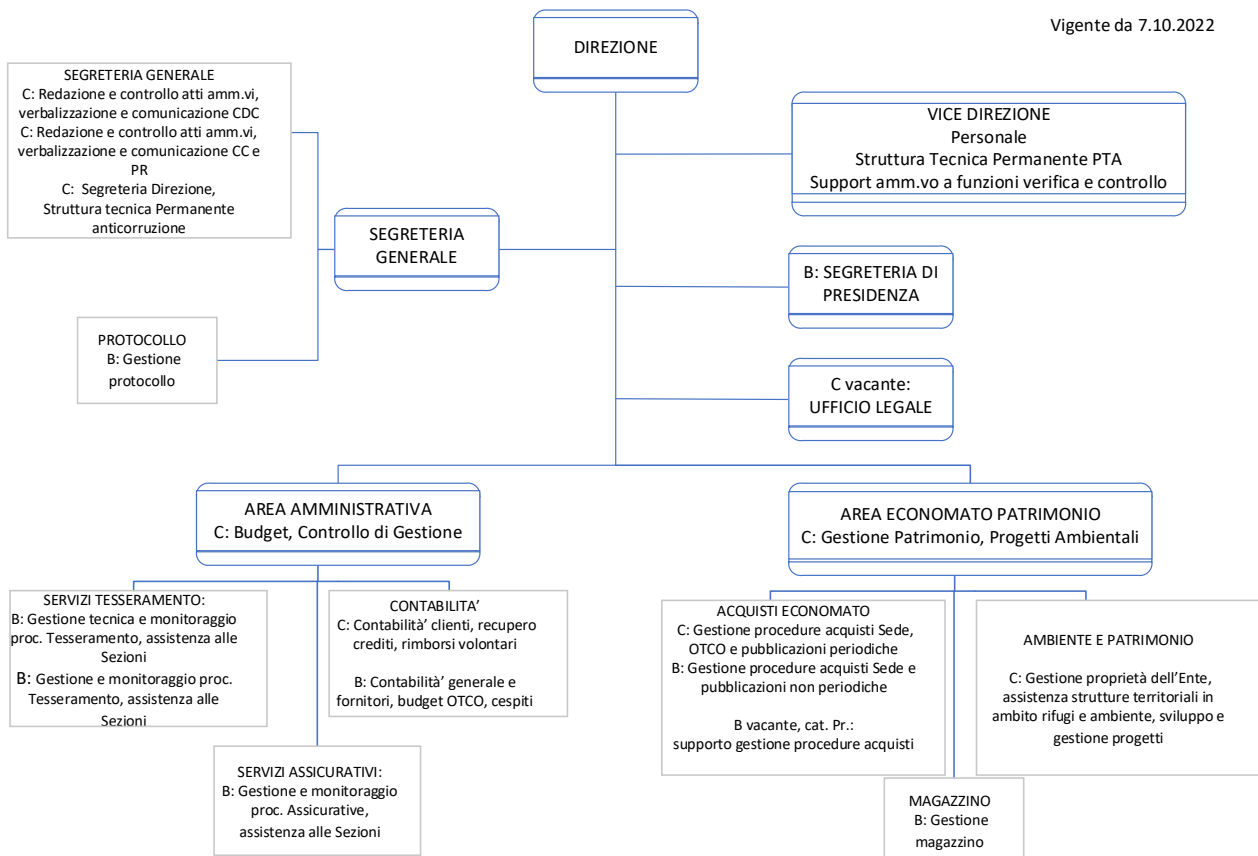 Vigente da 7.10.2022
DIREZIONE
SEGRETERIA GENERALE
C: Redazione e controllo atti amm.vi,
verbalizzazione e comunicazione CDC
C: Redazione e controllo atti amm.vi,
verbalizzazione e comunicazione CC e
PR
C: Segreteria Direzione,
Struttura tecnica Permanente
anticorruzione
VICE DIREZIONE
Personale
Struttura Tecnica Permanente PTA
Support amm.vo a funzioni verifica e controllo
SEGRETERIA
GENERALE
B: SEGRETERIA DI
PRESIDENZA
PROTOCOLLO
B: Gestione
protocollo
C vacante:
UFFICIO LEGALE
AREA AMMINISTRATIVA
C: Budget, Controllo di Gestione
AREA ECONOMATO PATRIMONIO
C: Gestione Patrimonio, Progetti Ambientali
SERVIZI TESSERAMENTO:
B: Gestione tecnica e monitoraggio
proc. Tesseramento, assistenza alle
Sezioni
B: Gestione e monitoraggio proc.
Tesseramento, assistenza alle
Sezioni
CONTABILITA’
C: Contabilità’ clienti, recupero
crediti, rimborsi volontari
B: Contabilità’ generale e
fornitori, budget OTCO, cespiti
SERVIZI ASSICURATIVI:
B: Gestione e monitoraggio
proc. Assicurative,
assistenza alle Sezioni
ACQUISTI ECONOMATO
C: Gestione procedure acquisti Sede,
OTCO e pubblicazioni periodiche
B: Gestione procedure acquisti Sede e
pubblicazioni non periodiche
B vacante, cat. Pr.:
supporto gestione procedure acquisti
AMBIENTE E PATRIMONIO
C: Gestione proprietà dell’Ente,
assistenza strutture territoriali in
ambito rifugi e ambiente, sviluppo e
gestione progetti
MAGAZZINO
B: Gestione
magazzino